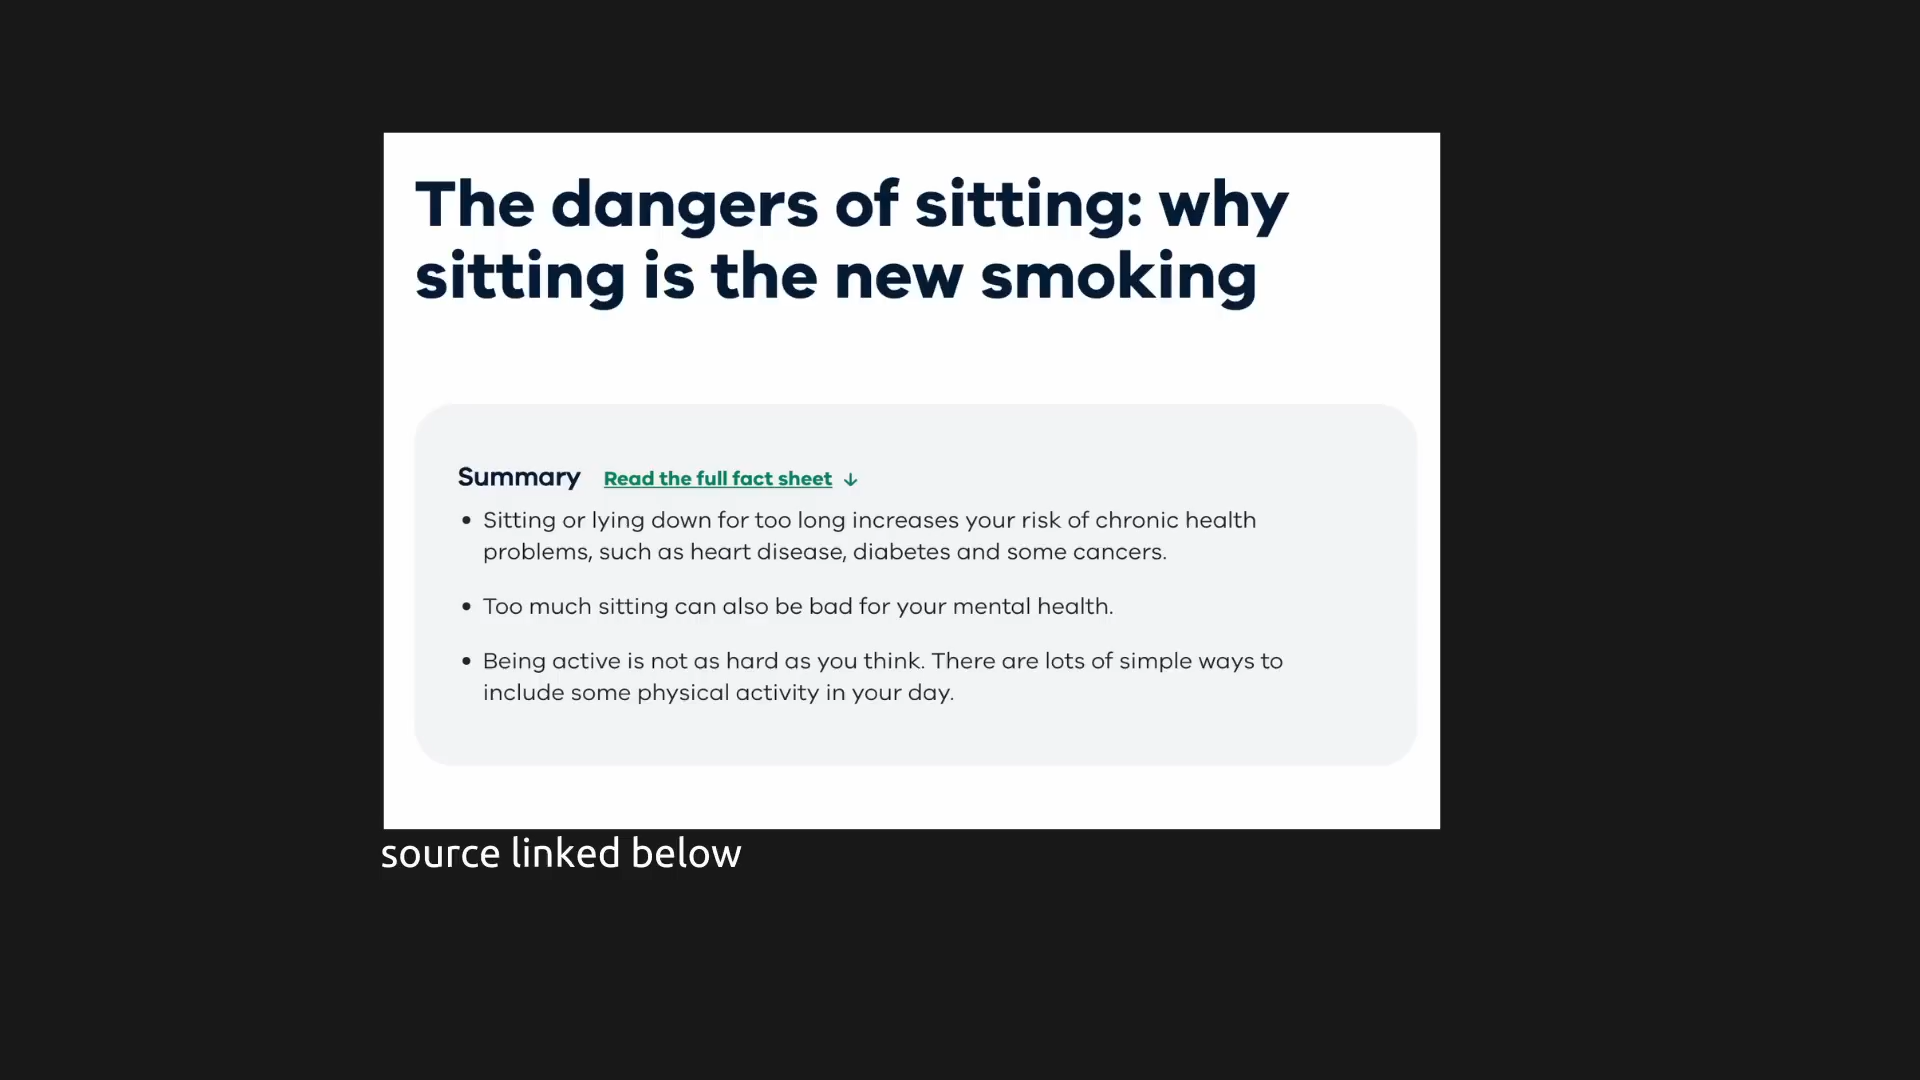 The dangers of sitting: why
sitting is the new smoking
Summary Read the full fact sheet ↓
• Sitting or lying down for too long increases your risk of chronic health
problems, such as heart disease, diabetes and some cancers.
• Too much sitting can also be bad for your mental health.
• Being active is not as hard as you think. There are lots of simple ways to
include some physical activity in your day.
source linked below